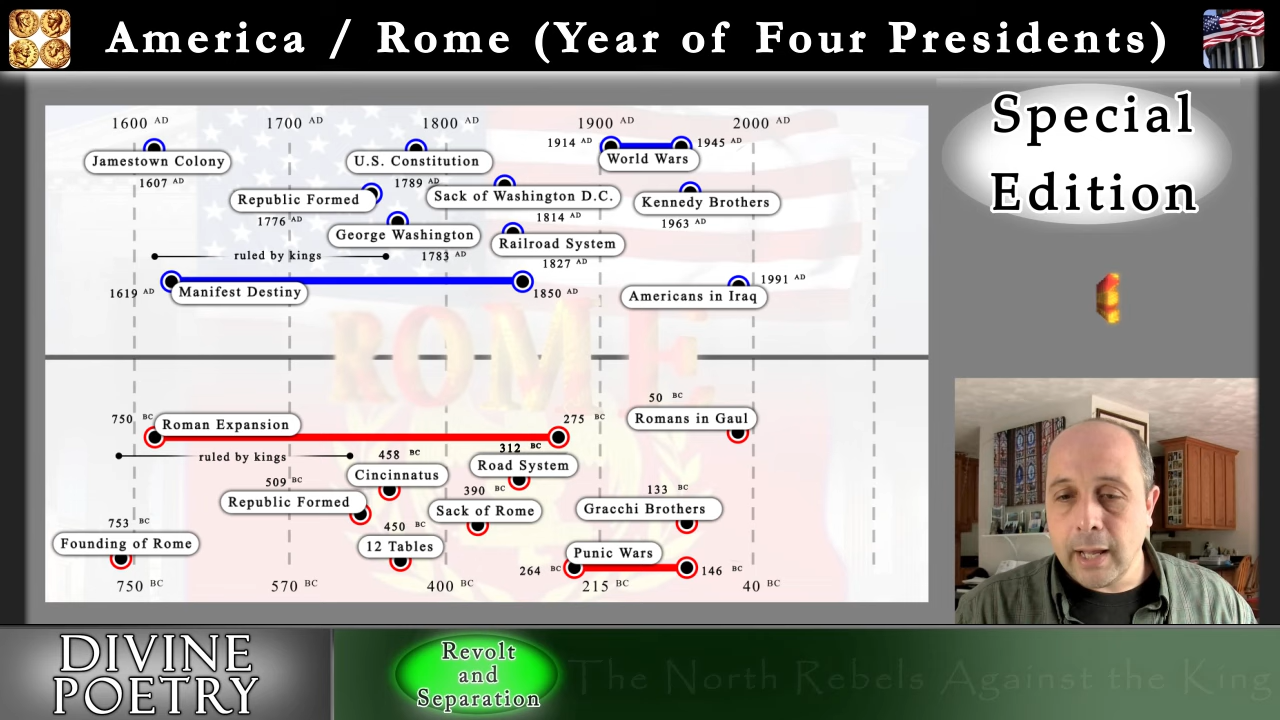 America / Rome (Year of Four Presidents)
Special
Edition
1600 AD
1700 AD
1800 AD
1900 AD
2000 AD
1914 AD
1945 AD
Jamestown Colony
U.S. Constitution
World Wars
1607 AD
1789 AD
Republic Formed
Sack of Washington D.C.
Kennedy Brothers
1776 AD
1814 AD
1963 AD
George Washington
Railroad System
ruled by kings
1783 AD
1827 AD
1619 AD
Manifest Destiny
1850 AD
Americans in Iraq
1991 AD
ROME
50 BC
750 BC
Roman Expansion
275 BC
Romans in Gaul
ruled by kings
458 BC
312 BC
Cincinnatus
Road System
509 BC
390 BC
133 BC
Republic Formed
Sack of Rome
Gracchi Brothers
753 BC
450 BC
Founding of Rome
12 Tables
Punic Wars
264 BC
146 BC
750 BC
570 BC
400 BC
215 BC
40 BC
DIVINE
POETRY
Revolt
and
Separation
The North Rebels Against the King